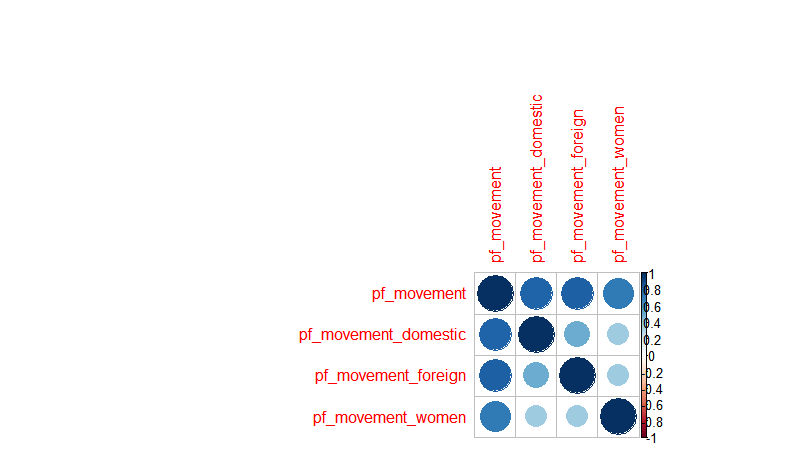 pf_movement
pf_movement_domestic
pf_movement_foreign
pf_movement_women
pf_movement
pf_movement_domestic
pf_movement_foreign
pf_movement_women
1
0.8
0.6
0.4
0.2
0
-0.2
-0.4
-0.6
-0.8
-1